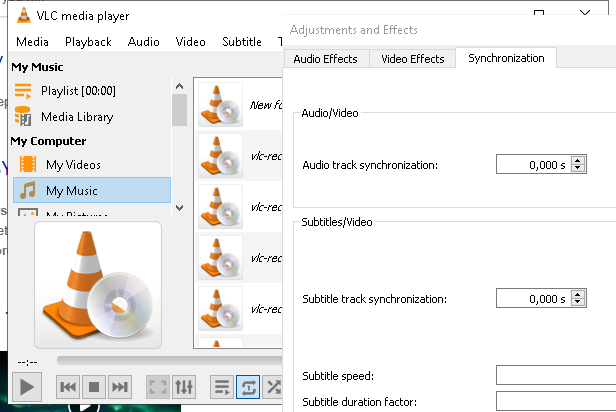 VLC media player
Media Playback Audio Video Subtitle
My Music
Playlist [00:00]
Media Library
My Computer
My Videos
My Music
My Pictures
New fo
vlc-rec
vlc-rec
vlc-rec
vlc-rec
--:--
Adjustments and Effects
Audio Effects Video Effects Synchronization
Audio/Video
Audio track synchronization: 0,000 s
Subtitles/Video
Subtitle track synchronization: 0,000 s
Subtitle speed:
Subtitle duration factor: